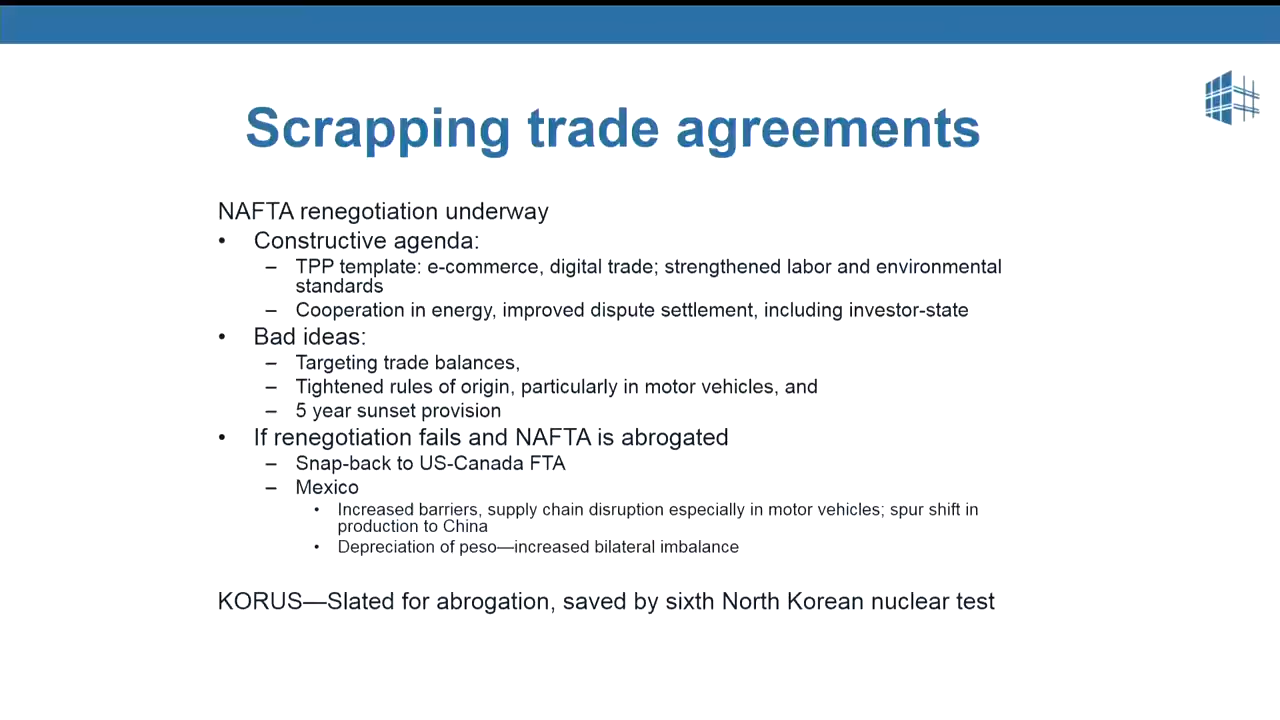 Scrapping trade agreements
NAFTA renegotiation underway
• Constructive agenda:
– TPP template: e-commerce, digital trade; strengthened labor and environmental
standards
– Cooperation in energy, improved dispute settlement, including investor-state
• Bad ideas:
– Targeting trade balances,
– Tightened rules of origin, particularly in motor vehicles, and
– 5 year sunset provision
• If renegotiation fails and NAFTA is abrogated
– Snap-back to US-Canada FTA
– Mexico
• Increased barriers, supply chain disruption especially in motor vehicles; spur shift in
production to China
• Depreciation of peso—increased bilateral imbalance
KORUS—Slated for abrogation, saved by sixth North Korean nuclear test